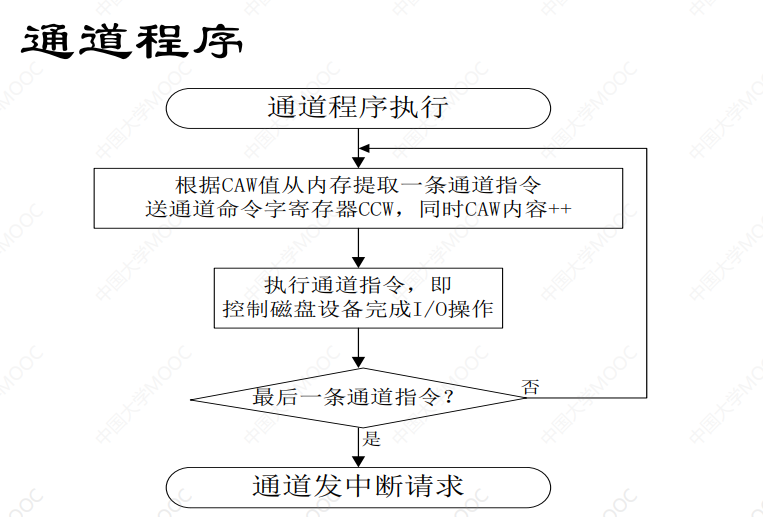 通道程序
通道程序执行
根据CAW值从内存提取一条通道指令
送通道命令字寄存器CCW，同时CAW内容++
执行通道指令，即
控制磁盘设备完成I/O操作
最后一条通道指令？
否
是
通道发中断请求
中国大学MOOC